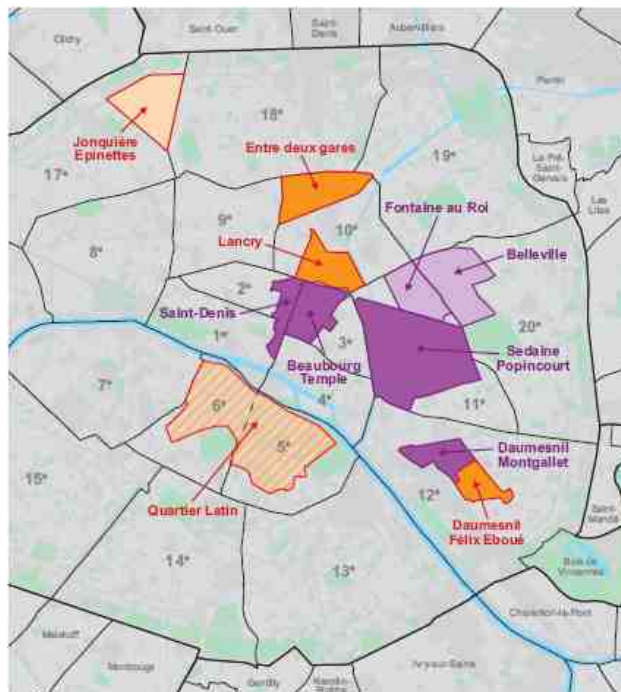 Clichy
Saint-Ouen
Saint-
Denis
Aubervilliers
Pantin
18e
Jonquière
Epinettes
Entre deux gares
19e
Le Pré-
Saint-
Gervais
17e
Les
Lilas
9e
10e
Fontaine au Roi
8e
Lancry
Belleville
2e
Saint-Denis
20e
1er
3e
Beaubourg
Temple
Sedaine
Popincourt
7e
6e
4e
11e
5e
Daumesnil
Montgallet
15e
12e
Quartier Latin
Saint-
Mandé
Daumesnil
Félix Eboué
14e
13e
Bois de
Vincennes
Charenton-le-Pont
Malakoff
Montrouge
Gentilly
Kremlin-
Bicêtre
Ivry-sur-Seine